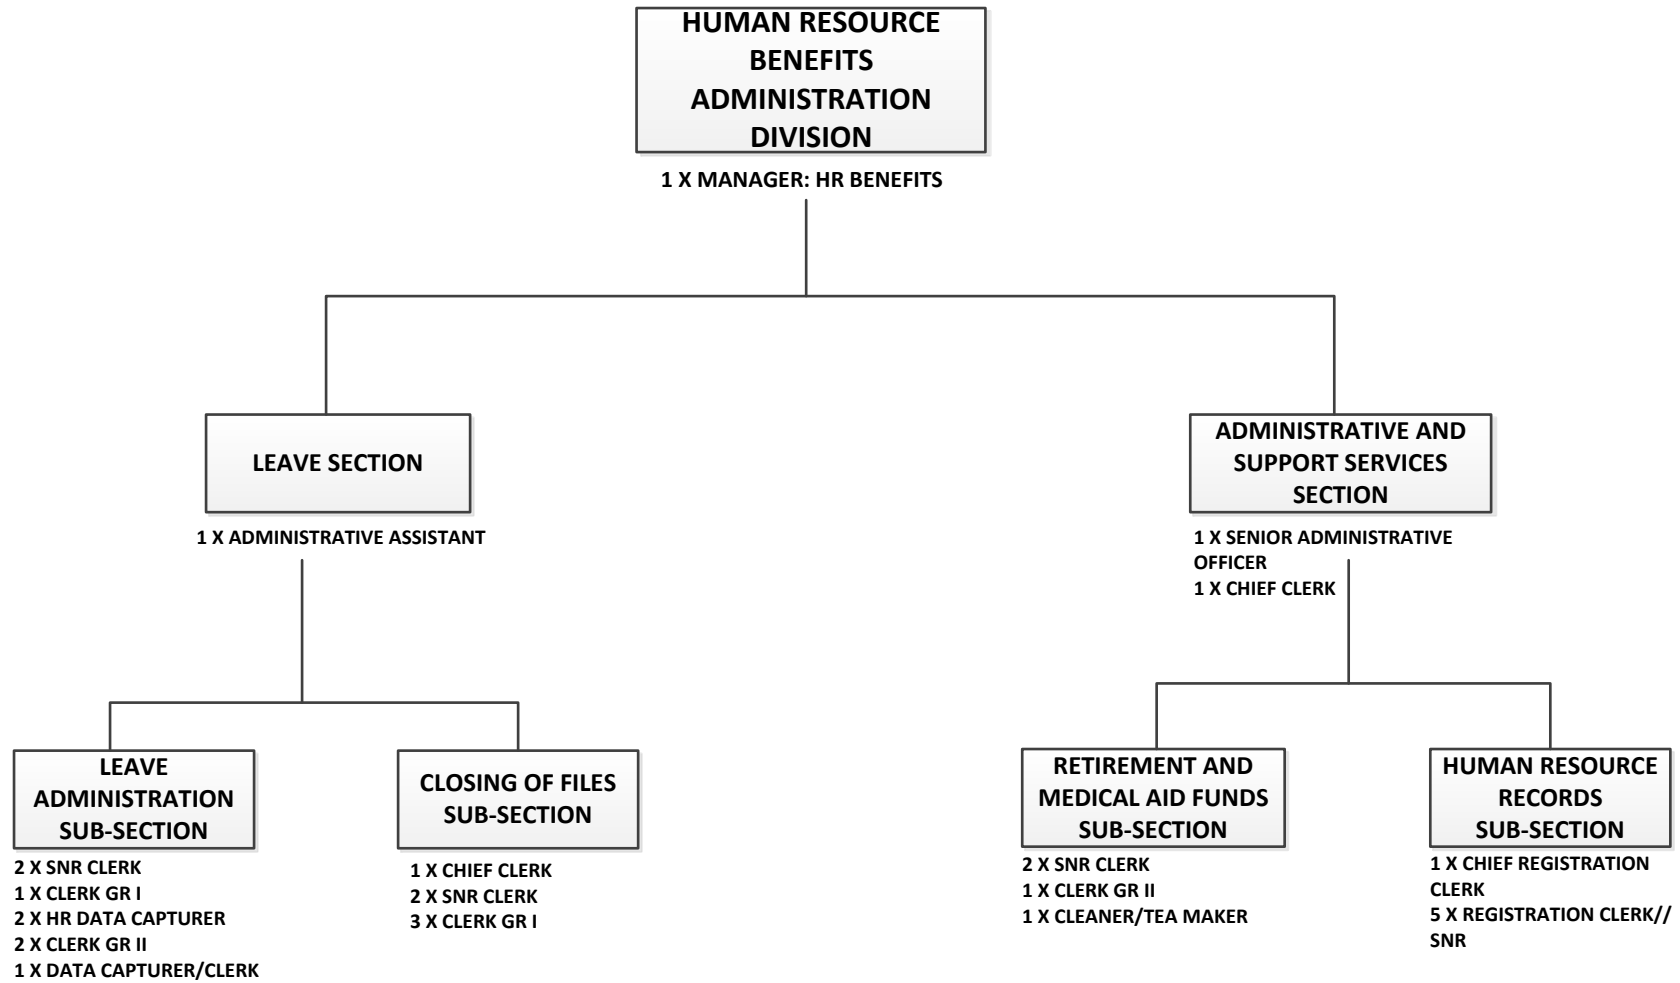 HUMAN RESOURCE
BENEFITS
ADMINISTRATION
DIVISION
1 X MANAGER: HR BENEFITS
LEAVE SECTION
1 X ADMINISTRATIVE ASSISTANT
ADMINISTRATIVE AND
SUPPORT SERVICES
SECTION
1 X SENIOR ADMINISTRATIVE
OFFICER
1 X CHIEF CLERK
LEAVE
ADMINISTRATION
SUB-SECTION
2 X SNR CLERK
1 X CLERK GR I
2 X HR DATA CAPTURER
2 X CLERK GR II
1 X DATA CAPTURER/CLERK
CLOSING OF FILES
SUB-SECTION
1 X CHIEF CLERK
2 X SNR CLERK
3 X CLERK GR I
RETIREMENT AND
MEDICAL AID FUNDS
SUB-SECTION
2 X SNR CLERK
1 X CLERK GR II
1 X CLEANER/TEA MAKER
HUMAN RESOURCE
RECORDS
SUB-SECTION
1 X CHIEF REGISTRATION
CLERK
5 X REGISTRATION CLERK//
SNR